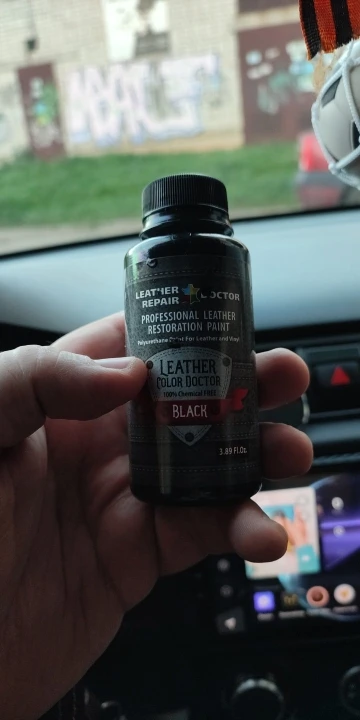 LEATHER DOCTOR
REPAIR
PROFESSIONAL LEATHER
RESTORATION PAINT
Polyurethane Paint For Leather and Vinyl
LEATHER
COLOR DOCTOR
100% Chemical FREE
BLACK
3.89 Fl.Oz.